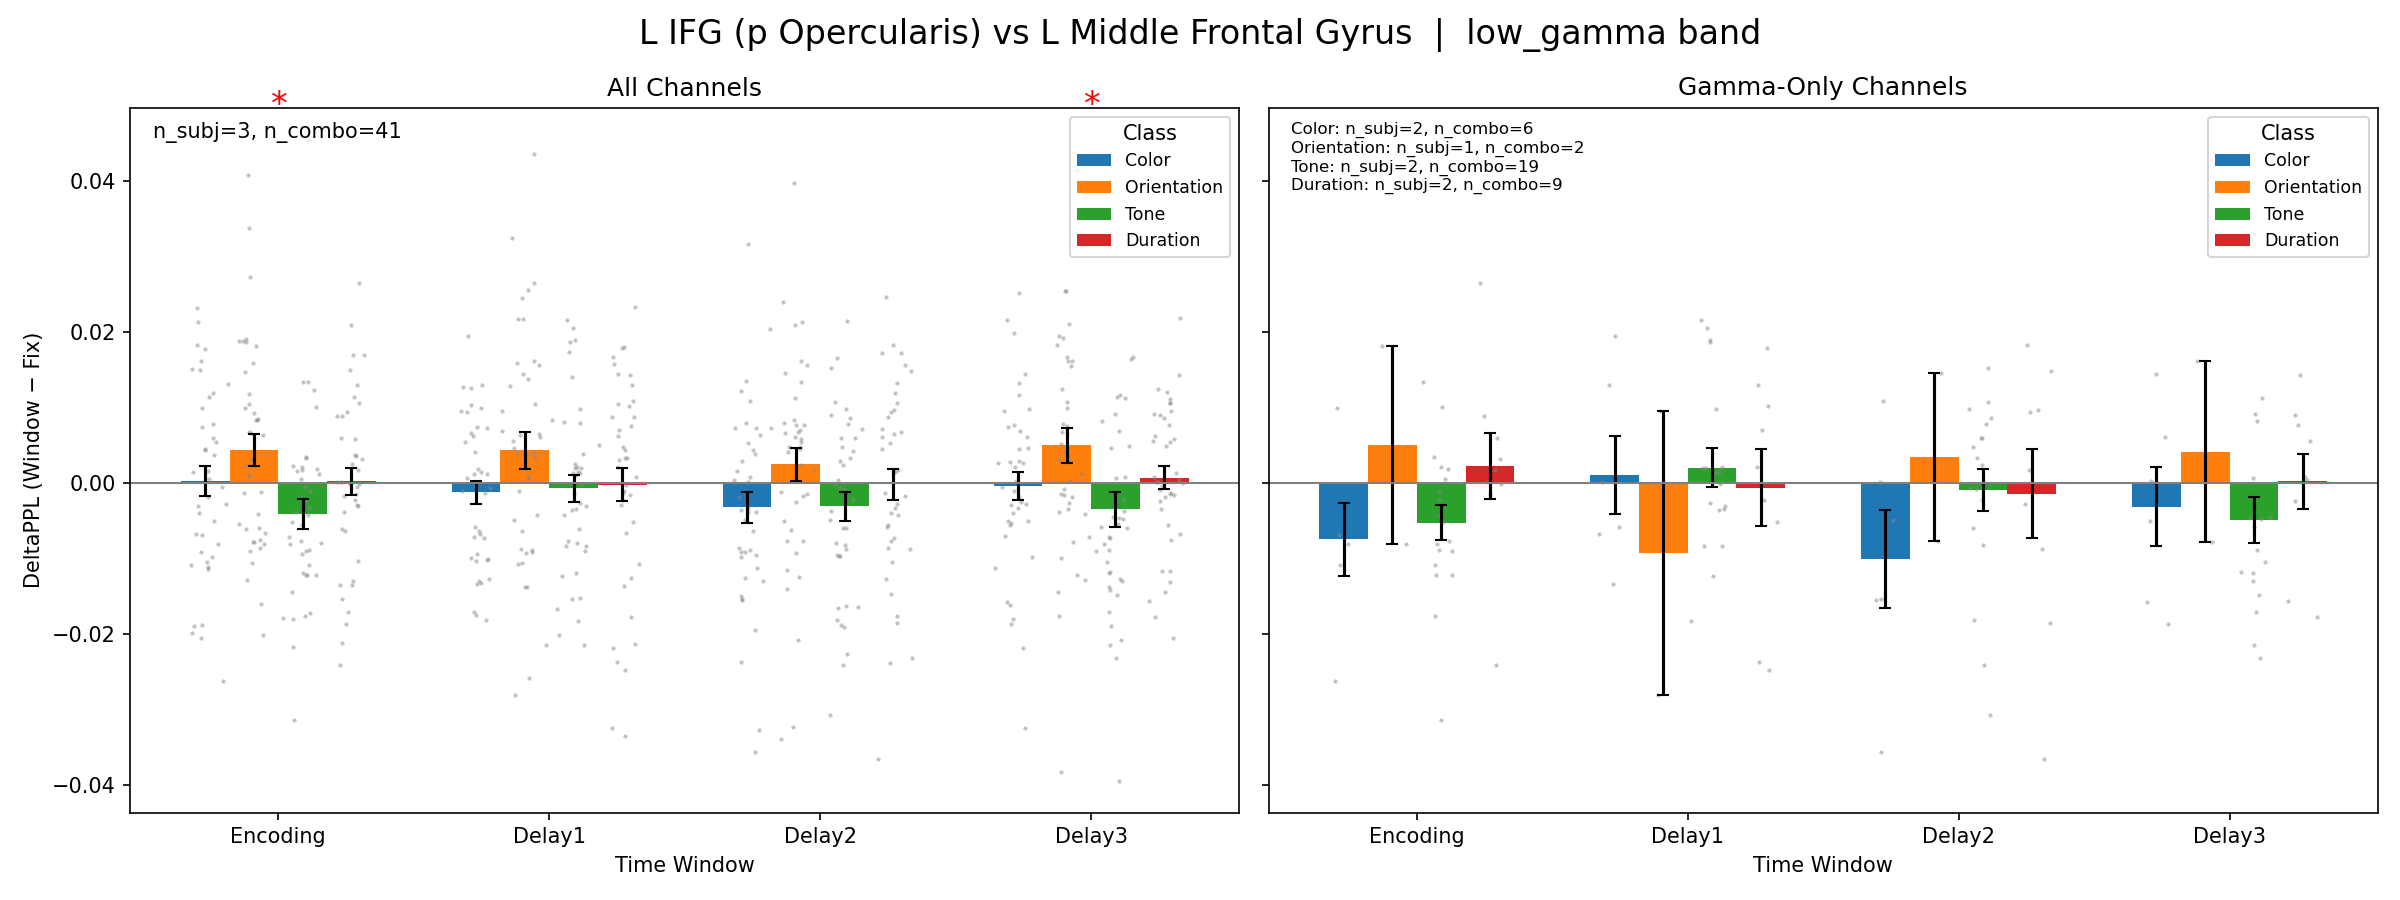 L IFG (p Opercularis) vs L Middle Frontal Gyrus | low_gamma band
All Channels
* *
n_subj=3, n_combo=41
Class
Color
Orientation
Tone
Duration
DeltaPPL (Window − Fix)
0.04
0.02
0.00
−0.02
−0.04
Encoding Delay1 Delay2 Delay3
Time Window
Gamma-Only Channels
Color: n_subj=2, n_combo=6
Orientation: n_subj=1, n_combo=2
Tone: n_subj=2, n_combo=19
Duration: n_subj=2, n_combo=9
Class
Color
Orientation
Tone
Duration
Encoding Delay1 Delay2 Delay3
Time Window